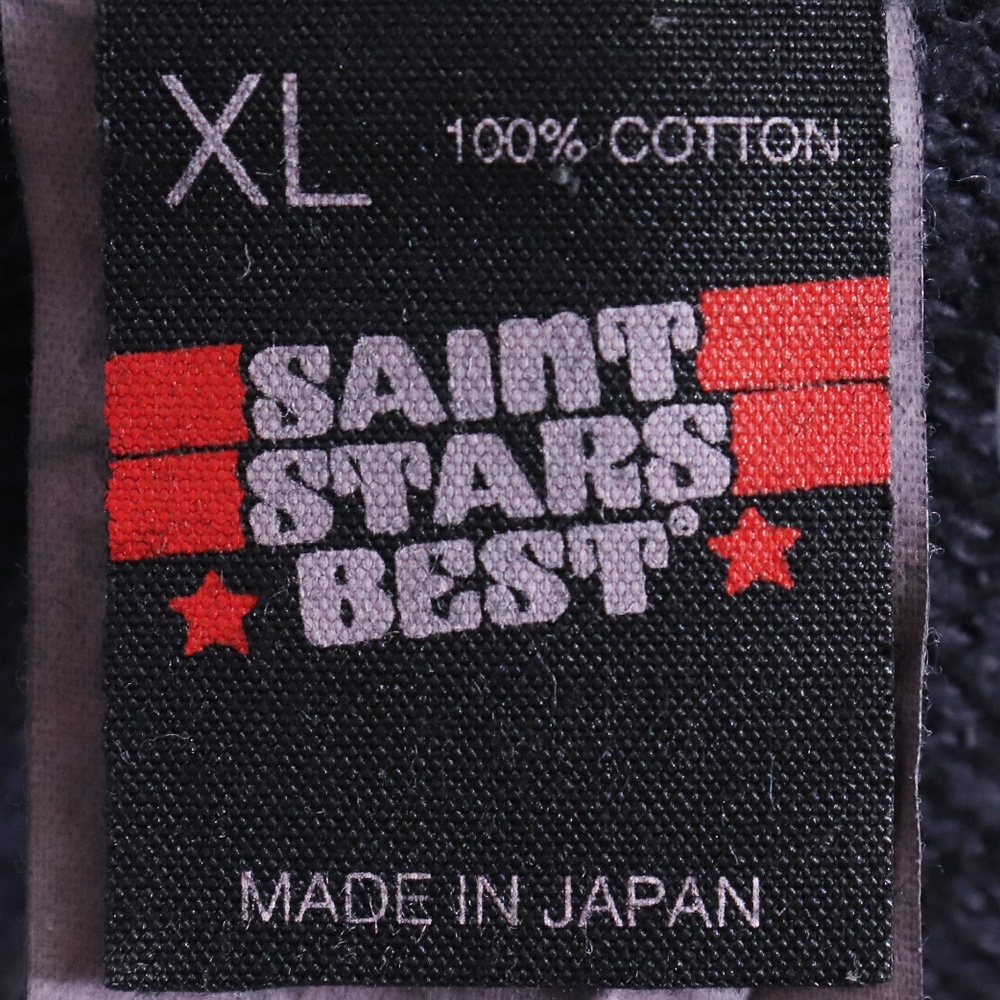 XL 100% COTTON
SAINT
STARS
BEST®
MADE IN JAPAN